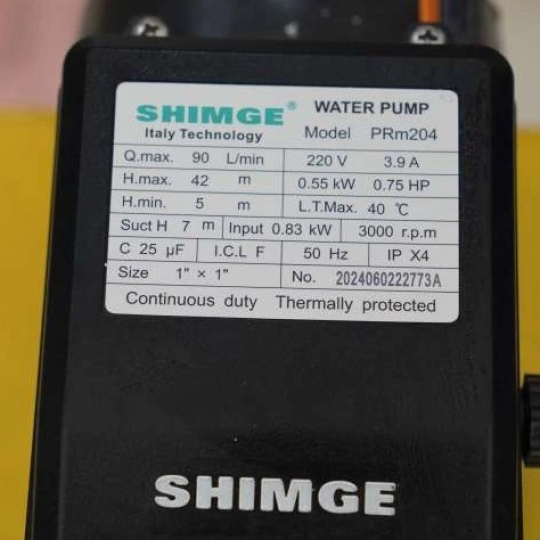 SHIMGE® WATER PUMP
Italy Technology Model PRm204
Q.max. 90 L/min 220 V 3.9 A
H.max. 42 m 0.55 kW 0.75 HP
H.min. 5 m L.T.Max. 40 ℃
Suct H 7 m Input 0.83 kW 3000 r.p.m
C 25 µF I.C.L F 50 Hz IP X4
Size 1" × 1" No. 2024060222773A
Continuous duty Thermally protected
SHIMGE